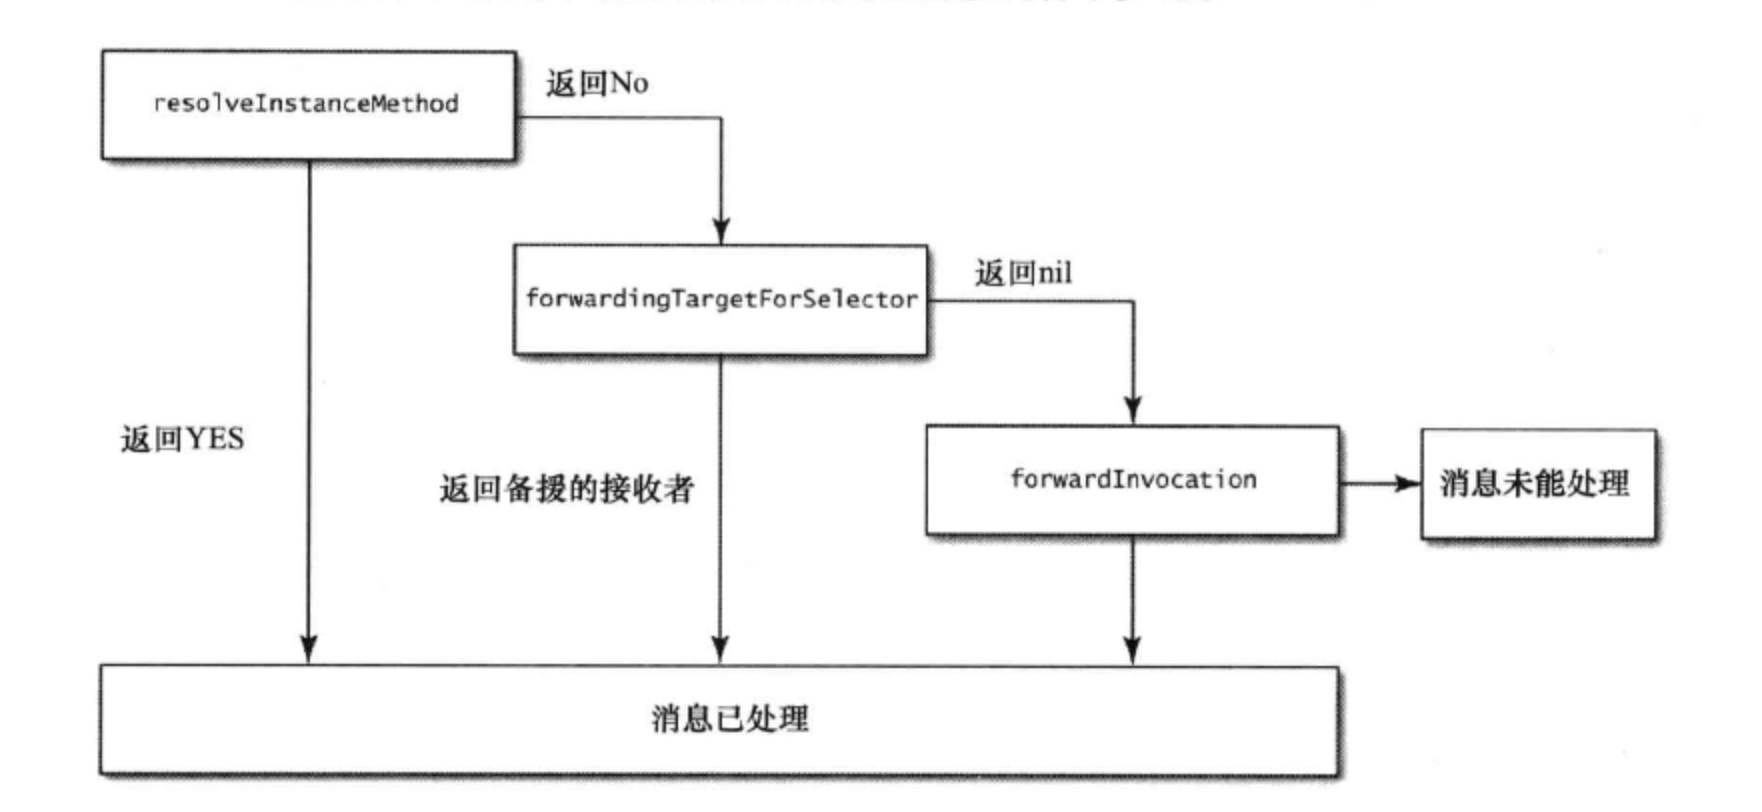 resolveInstanceMethod
返回No
forwardingTargetForSelector
返回nil
返回YES
返回备援的接收者
forwardInvocation
消息未能处理
消息已处理